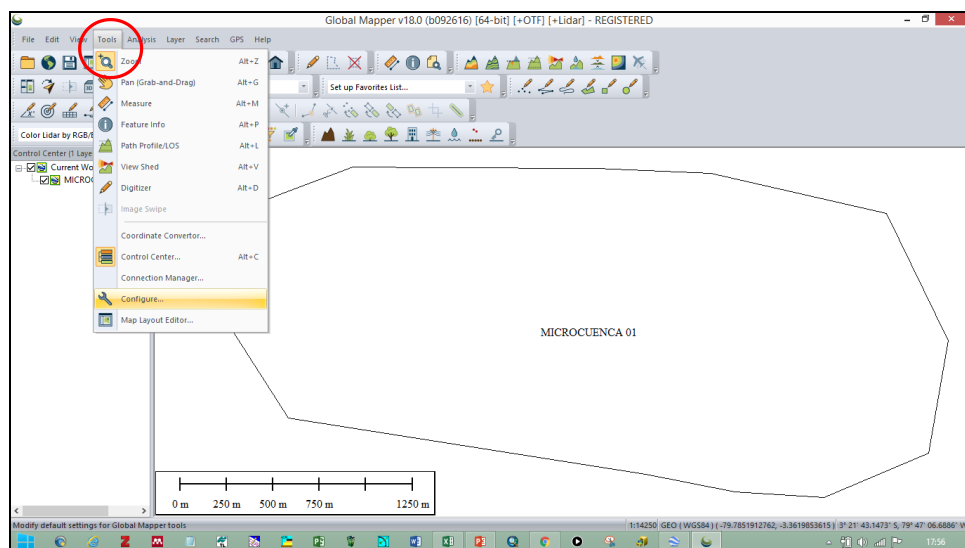 Global Mapper v18.0 (b092616) [64-bit] [+OTF] [+Lidar] - REGISTERED
File Edit View Tools Analysis Layer Search GPS Help
Zoom Alt+Z
Pan (Grab-and-Drag) Alt+G
Set up Favorites List...
Measure Alt+M
Feature Info Alt+P
Color Lidar by RGB/E
Path Profile/LOS Alt+L
Control Center (1 Laye
View Shed Alt+V
Current Wo
MICROC
Digitizer Alt+D
Image Swipe
Coordinate Convertor...
Control Center... Alt+C
Connection Manager...
Configure...
Map Layout Editor...
MICROCUENCA 01
0 m 250 m 500 m 750 m 1250 m
Modify default settings for Global Mapper tools
1:14250 GEO ( WGS84 ) ( -79.7851912762, -3.3619853615 ) 3° 21' 43.1473" S, 79° 47' 06.6886" W
17:56